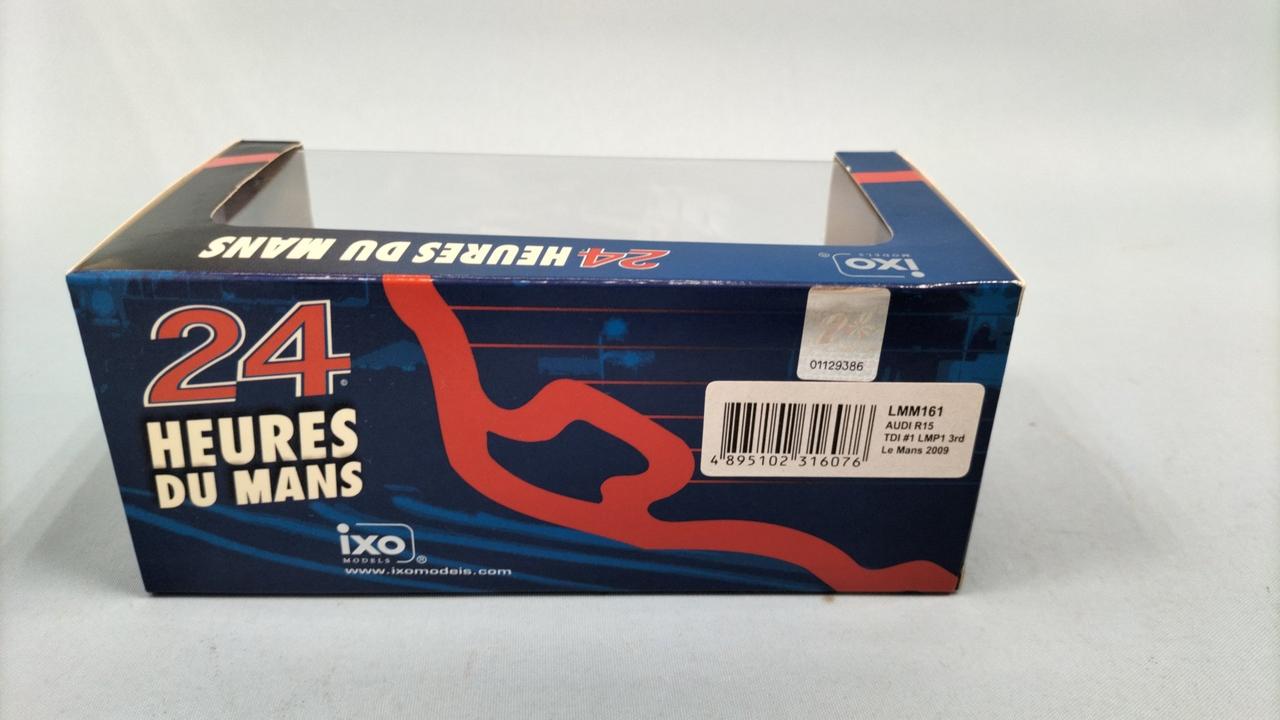 24 HEURES DU MANS
ixo
MODELS ®
24
HEURES
DU MANS
ixo
MODELS ®
www.ixomodels.com
01129386
4 895102 316076
LMM161
AUDI R15
TDI #1 LMP1 3rd
Le Mans 2009